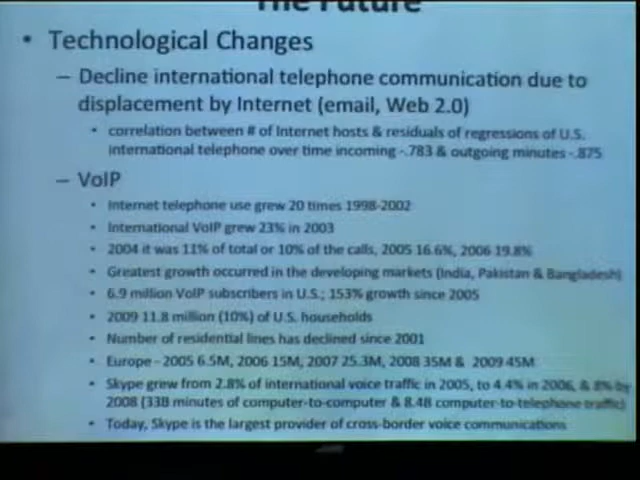 The Future
• Technological Changes
– Decline international telephone communication due to
displacement by Internet (email, Web 2.0)
• correlation between # of Internet hosts & residuals of regressions of U.S.
international telephone over time incoming -.783 & outgoing minutes -.875
– VoIP
• Internet telephone use grew 20 times 1998-2002
• International VoIP grew 23% in 2003
• 2004 it was 11% of total or 10% of the calls, 2005 16.6%, 2006 19.8%
• Greatest growth occurred in the developing markets (India, Pakistan & Bangladesh)
• 6.9 million VoIP subscribers in U.S.; 153% growth since 2005
• 2009 11.8 million (10%) of U.S. households
• Number of residential lines has declined since 2001
• Europe - 2005 6.5M, 2006 15M, 2007 25.3M, 2008 35M & 2009 45M
• Skype grew from 2.8% of international voice traffic in 2005, to 4.4% in 2006, & 8% by
2008 (33B minutes of computer-to-computer & 8.4B computer-to-telephone traffic)
• Today, Skype is the largest provider of cross-border voice communications